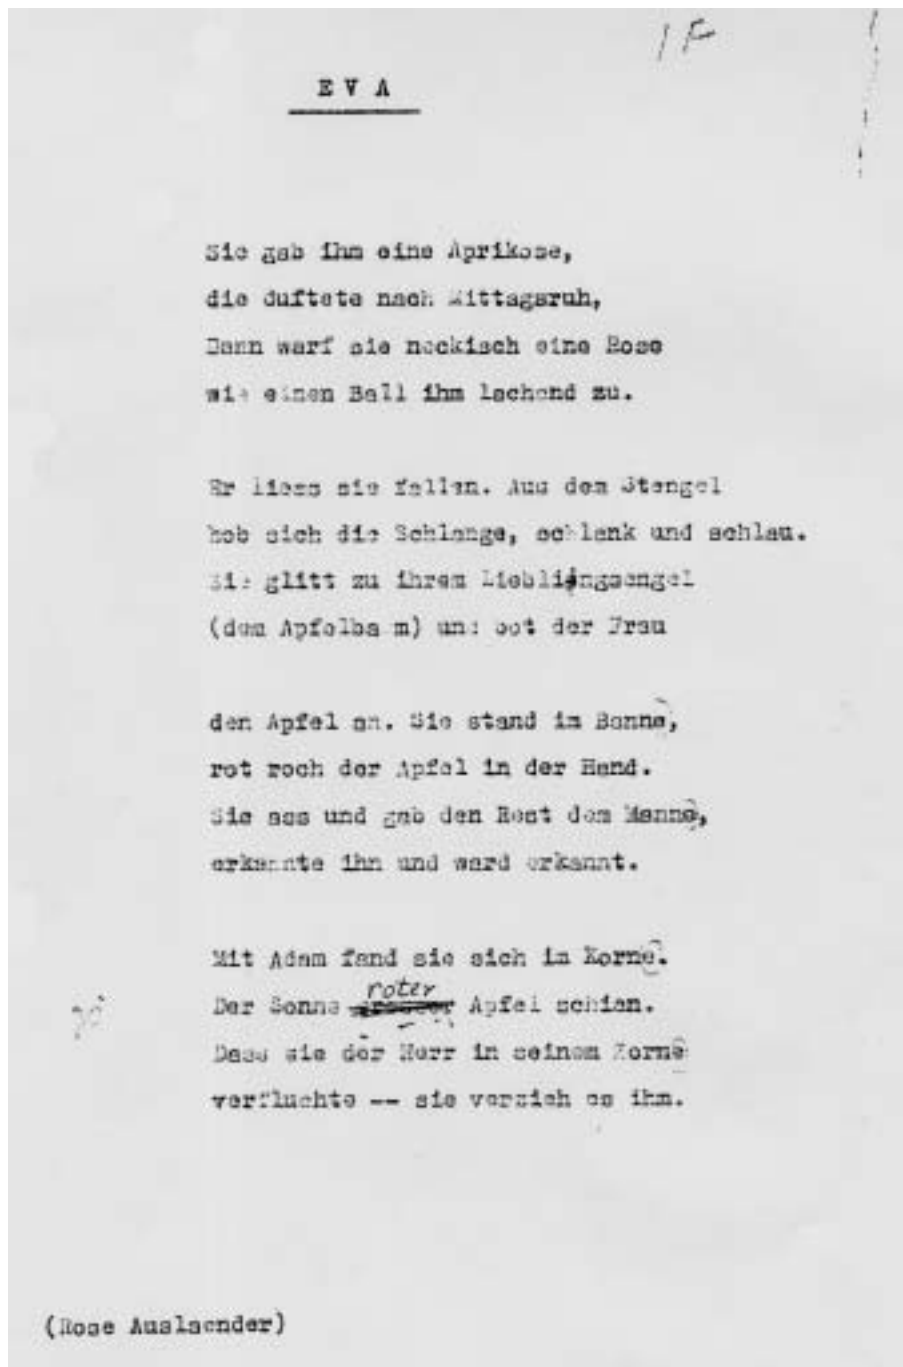 1F
E V A
Sie gab ihm eine Aprikose,
die duftete nach Mittagsruh,
Dann warf sie neckisch eine Rose
wie einen Ball ihm lachend zu.
Er liess sie fallen. Aus dem Stengel
hob sich die Schlange, schlank und schlau.
Sie glitt zu ihrem Lieblingsengel
(dem Apfelba m) und bot der Frau
den Apfel an. Sie stand im Banne,
rot roch der Apfel in der Hand.
Sie ass und gab den Rest dem Manne,
erkannte ihn und ward erkannt.
Mit Adam fand sie sich im Korne.
roter
Der Sonne Apfel schien.
Dass sie der Herr in seinem Zorne
verfluchte -- sie verzieh es ihm.
(Rose Auslaender)